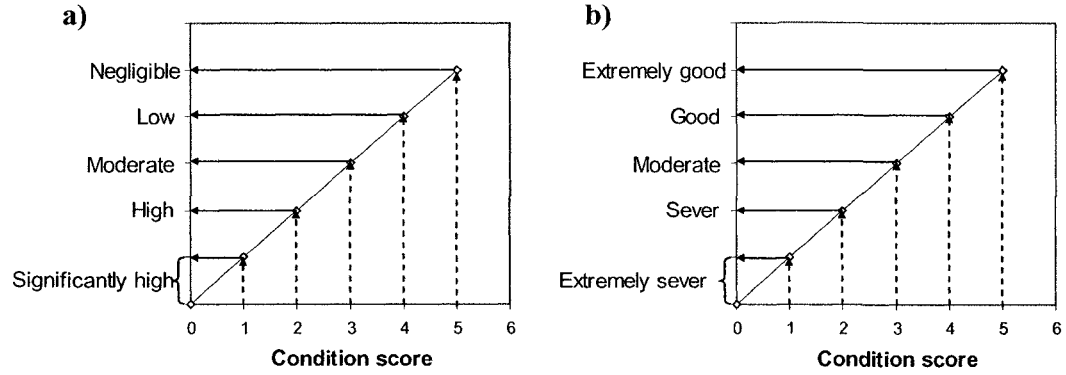 a)
Negligible
Low
Moderate
High
Significantly high
0 1 2 3 4 5 6
Condition score
b)
Extremely good
Good
Moderate
Sever
Extremely sever
0 1 2 3 4 5 6
Condition score